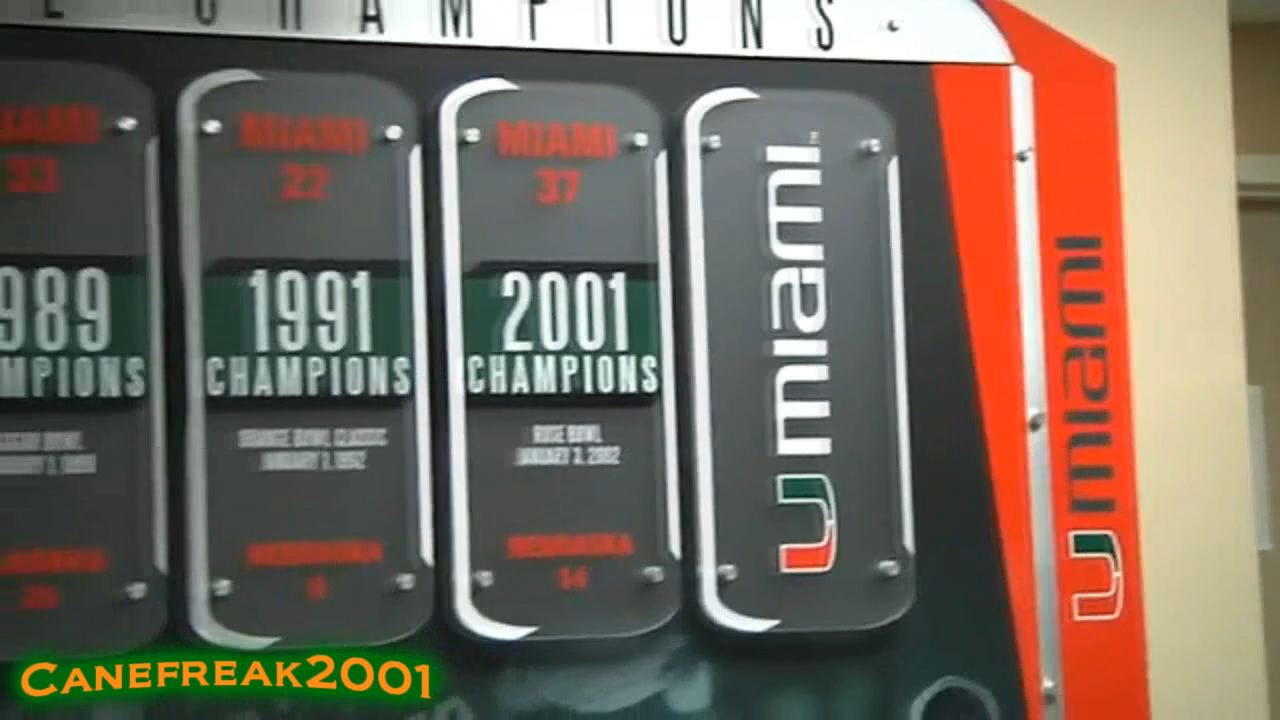 L CHAMPIONS
MIAMI
33
989
MPIONS
MIAMI
22
1991
CHAMPIONS
ORANGE BOWL CLASSIC
JANUARY 1, 1992
NEBRASKA
0
MIAMI
37
2001
CHAMPIONS
ROSE BOWL
JANUARY 3, 2002
NEBRASKA
14
MIAMI
MIAMI
Canefreak2001